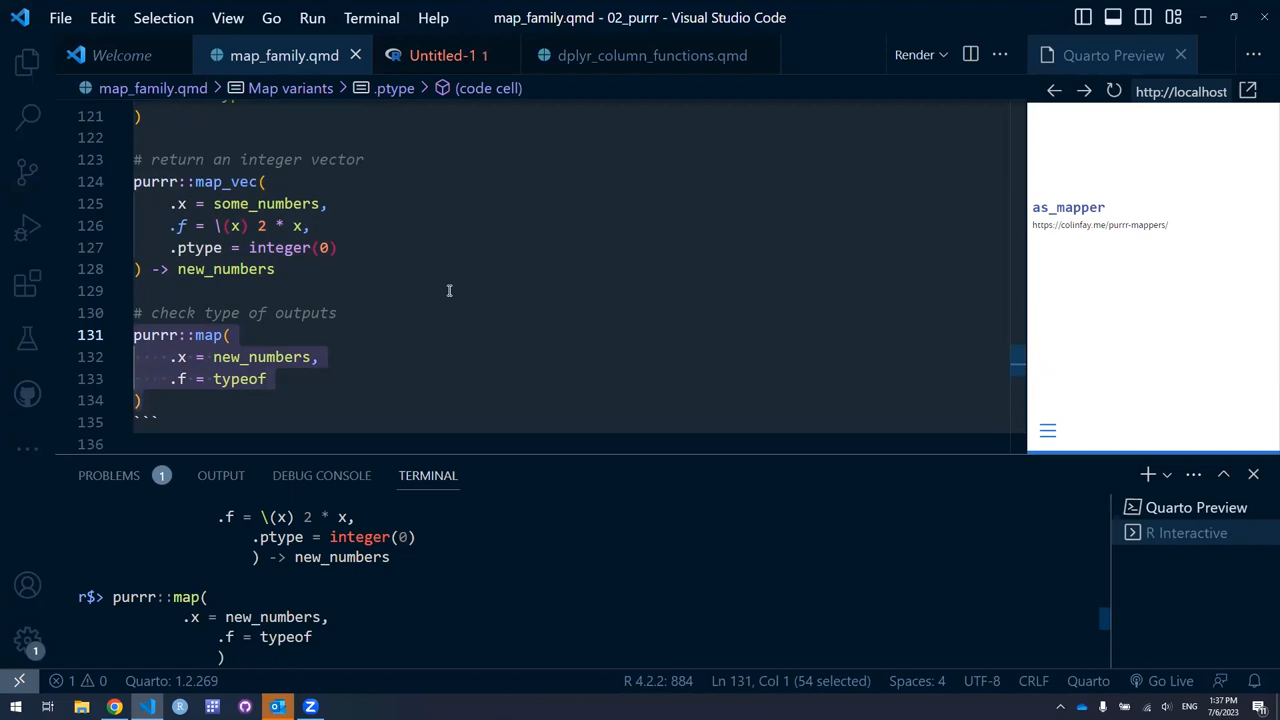 File Edit Selection View Go Run Terminal Help map_family.qmd - 02_purrr - Visual Studio Code
Welcome map_family.qmd Untitled-1 1 dplyr_column_functions.qmd Render Quarto Preview
map_family.qmd > Map variants > .ptype > (code cell) http://localhost
121 )
122
123 # return an integer vector
124 purrr::map_vec(
125 .x = some_numbers,
126 .f = \(x) 2 * x,
127 .ptype = integer(0)
128 ) -> new_numbers
129
130 # check type of outputs
131 purrr::map(
132 .x = new_numbers,
133 .f = typeof
134 )
135 ```
136
as_mapper
https://colinfay.me/purrr-mappers/
PROBLEMS 1 OUTPUT DEBUG CONSOLE TERMINAL
.f = \(x) 2 * x,
.ptype = integer(0)
) -> new_numbers
r$> purrr::map(
.x = new_numbers,
.f = typeof
)
Quarto Preview
R Interactive
1
1 0 Quarto: 1.2.269 R 4.2.2: 884 Ln 131, Col 1 (54 selected) Spaces: 4 UTF-8 CRLF Quarto Go Live
ENG 1:37 PM
7/6/2023